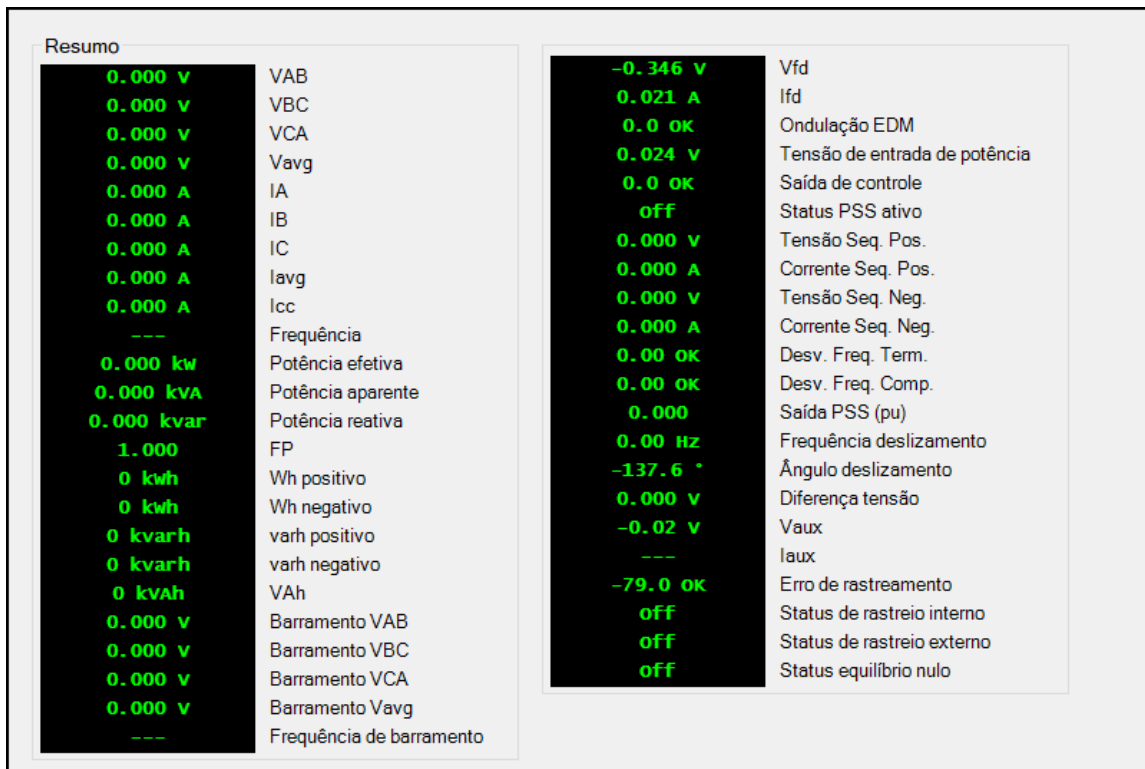 Resumo
0.000 V VAB
0.000 V VBC
0.000 V VCA
0.000 V Vavg
0.000 A IA
0.000 A IB
0.000 A IC
0.000 A Iavg
0.000 A Icc
--- Frequência
0.000 kW Potência efetiva
0.000 kVA Potência aparente
0.000 kvar Potência reativa
1.000 FP
0 kWh Wh positivo
0 kWh Wh negativo
0 kvarh varh positivo
0 kvarh varh negativo
0 kVAh VAh
0.000 V Barramento VAB
0.000 V Barramento VBC
0.000 V Barramento VCA
0.000 V Barramento Vavg
--- Frequência de barramento
-0.346 V Vfd
0.021 A Ifd
0.0 OK Ondulação EDM
0.024 V Tensão de entrada de potência
0.0 OK Saída de controle
Off Status PSS ativo
0.000 V Tensão Seq. Pos.
0.000 A Corrente Seq. Pos.
0.000 V Tensão Seq. Neg.
0.000 A Corrente Seq. Neg.
0.00 OK Desv. Freq. Term.
0.00 OK Desv. Freq. Comp.
0.000 Saída PSS (pu)
0.00 Hz Frequência deslizamento
-137.6 ° Ângulo deslizamento
0.000 V Diferença tensão
-0.02 V Vaux
--- Iaux
-79.0 OK Erro de rastreamento
Off Status de rastreio interno
Off Status de rastreio externo
Off Status equilíbrio nulo